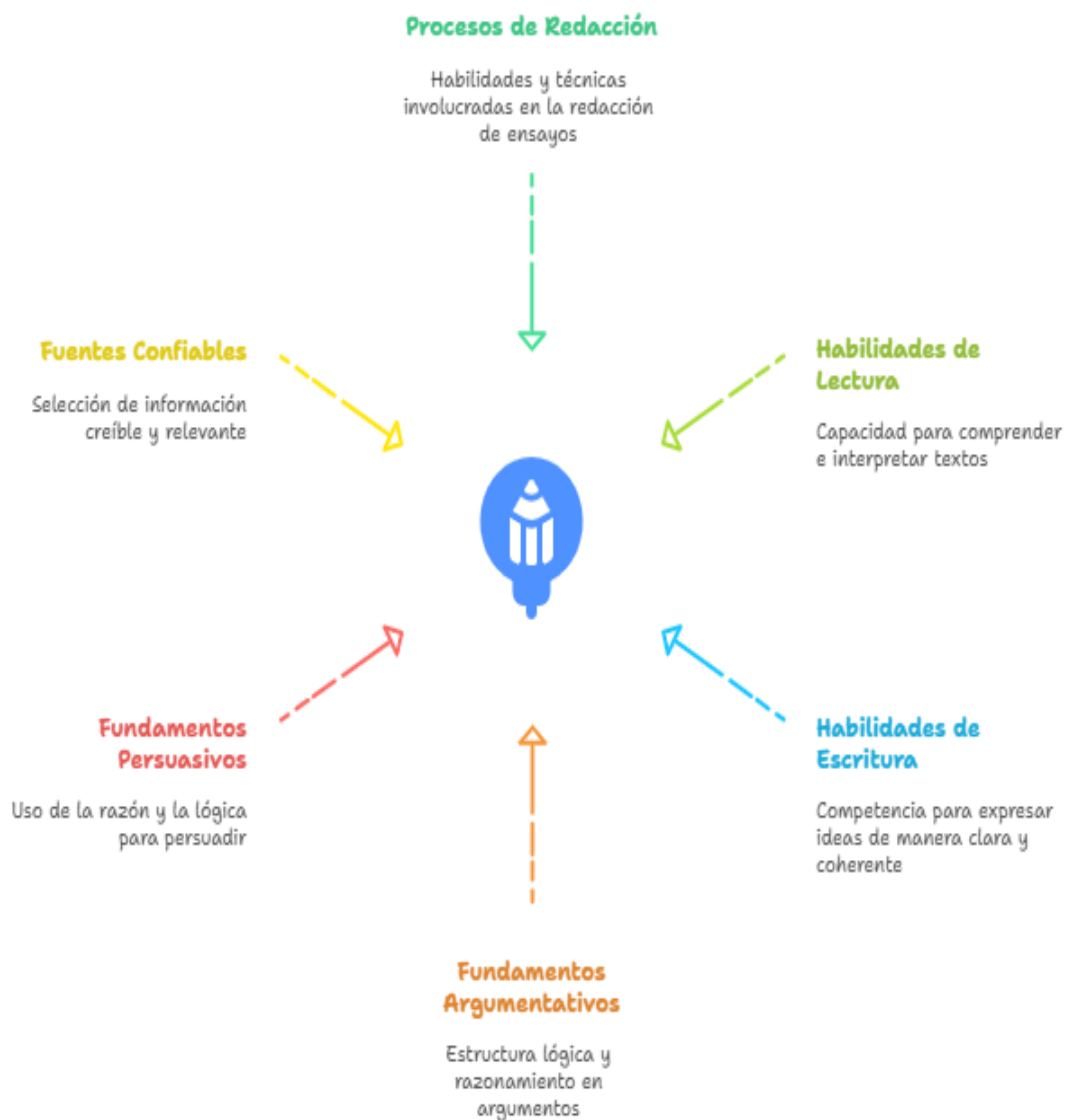 Procesos de Redacción
Habilidades y técnicas
involucradas en la redacción
de ensayos
Fuentes Confiables
Selección de información
creíble y relevante
Habilidades de
Lectura
Capacidad para comprender
e interpretar textos
Fundamentos
Persuasivos
Uso de la razón y la lógica
para persuadir
Habilidades de
Escritura
Competencia para expresar
ideas de manera clara y
coherente
Fundamentos
Argumentativos
Estructura lógica y
razonamiento en
argumentos